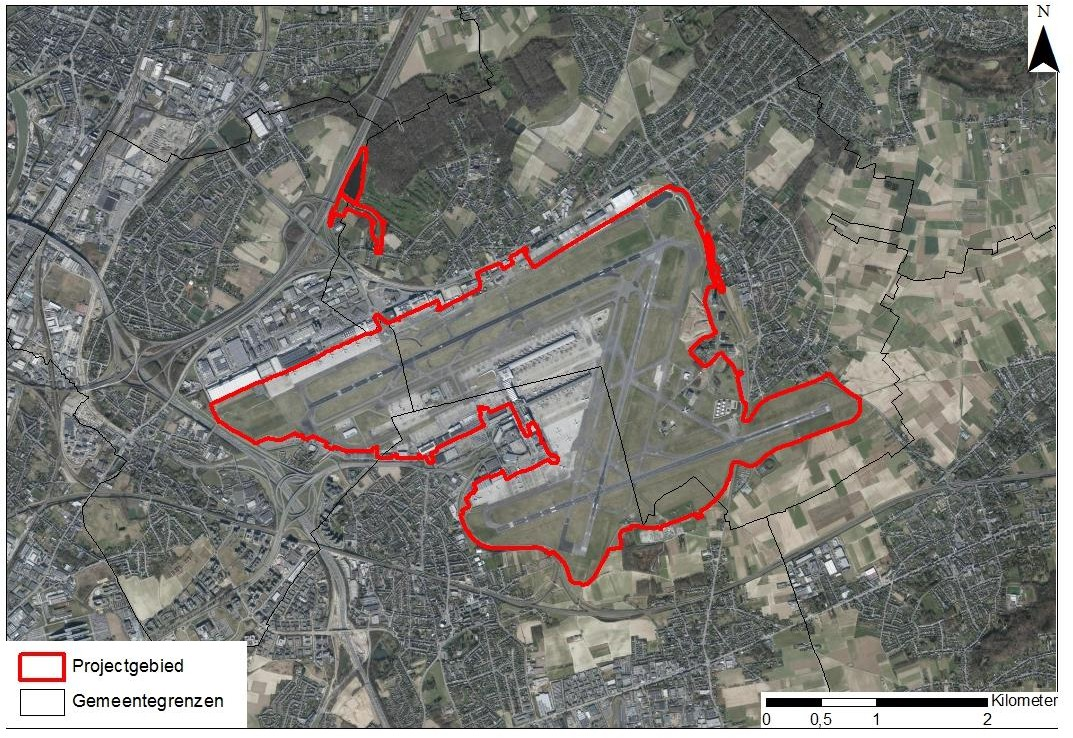 N
Projectgebied
Gemeentegrenzen
Kilometer
0 0,5 1 2